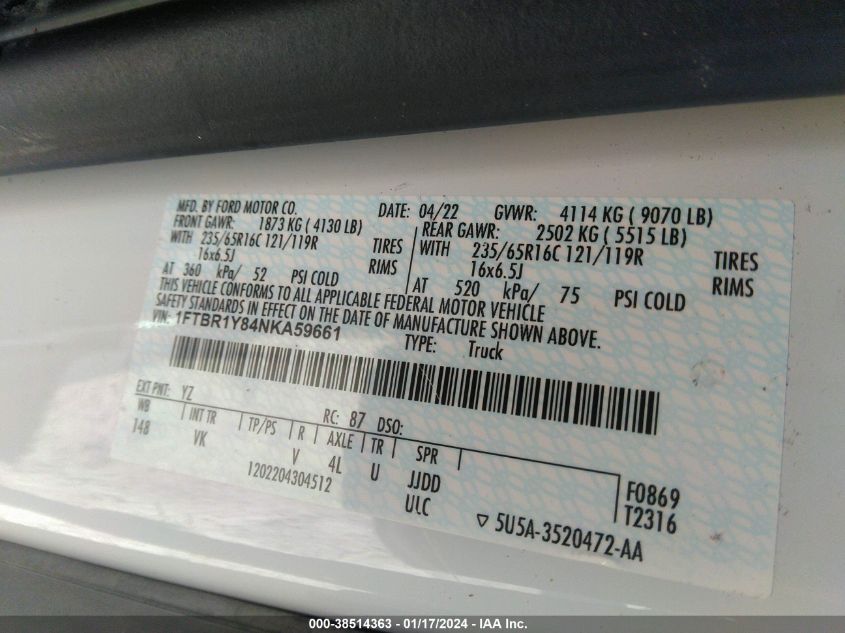 MFD. BY FORD MOTOR CO. DATE: 04/22 GVWR: 4114 KG ( 9070 LB)
FRONT GAWR: 1873 KG ( 4130 LB) REAR GAWR: 2502 KG ( 5515 LB)
WITH 235/65R16C 121/119R TIRES WITH 235/65R16C 121/119R TIRES
16x6.5J RIMS 16x6.5J RIMS
AT 360 kPa/ 52 PSI COLD AT 520 kPa/ 75 PSI COLD
THIS VEHICLE CONFORMS TO ALL APPLICABLE FEDERAL MOTOR VEHICLE
SAFETY STANDARDS IN EFFECT ON THE DATE OF MANUFACTURE SHOWN ABOVE.
VIN: 1FTBR1Y84NKA59661 TYPE: Truck
EXT PNT: YZ RC: 87 DSO:
WB INT TR TP/PS R AXLE TR SPR
148 VK V 4L U JJDD F0869
1202204304512 ULC T2316
▽ 5U5A-3520472-AA
000-38514363 - 01/17/2024 - IAA Inc.